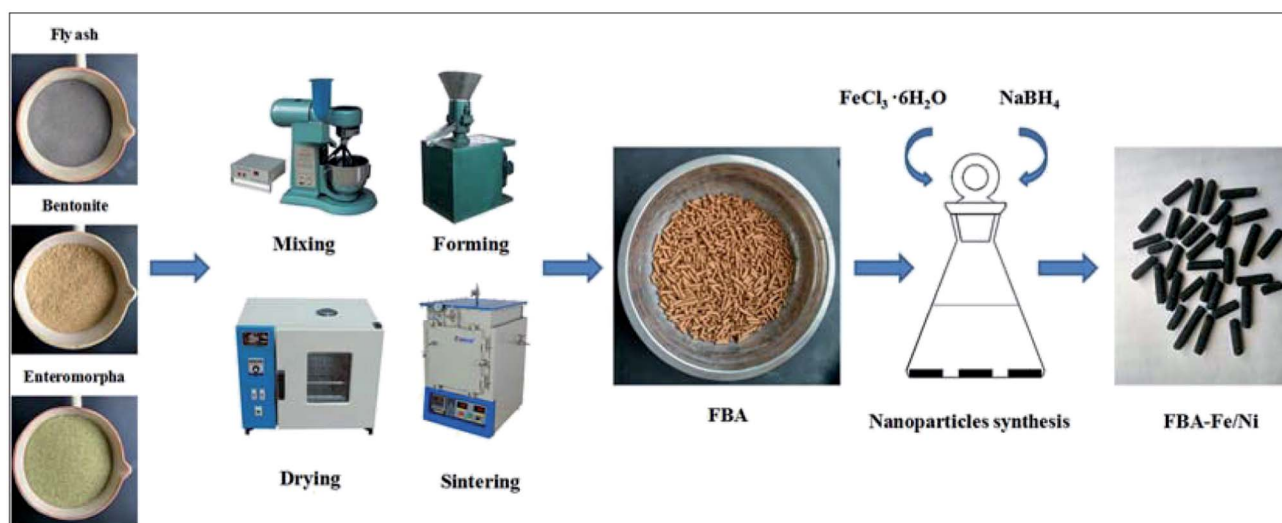 Fly ash
Bentonite
Enteromorpha
Mixing
Forming
Drying
Sintering
FBA
FeCl₃ ·6H₂O
NaBH₄
Nanoparticles synthesis
FBA-Fe/Ni